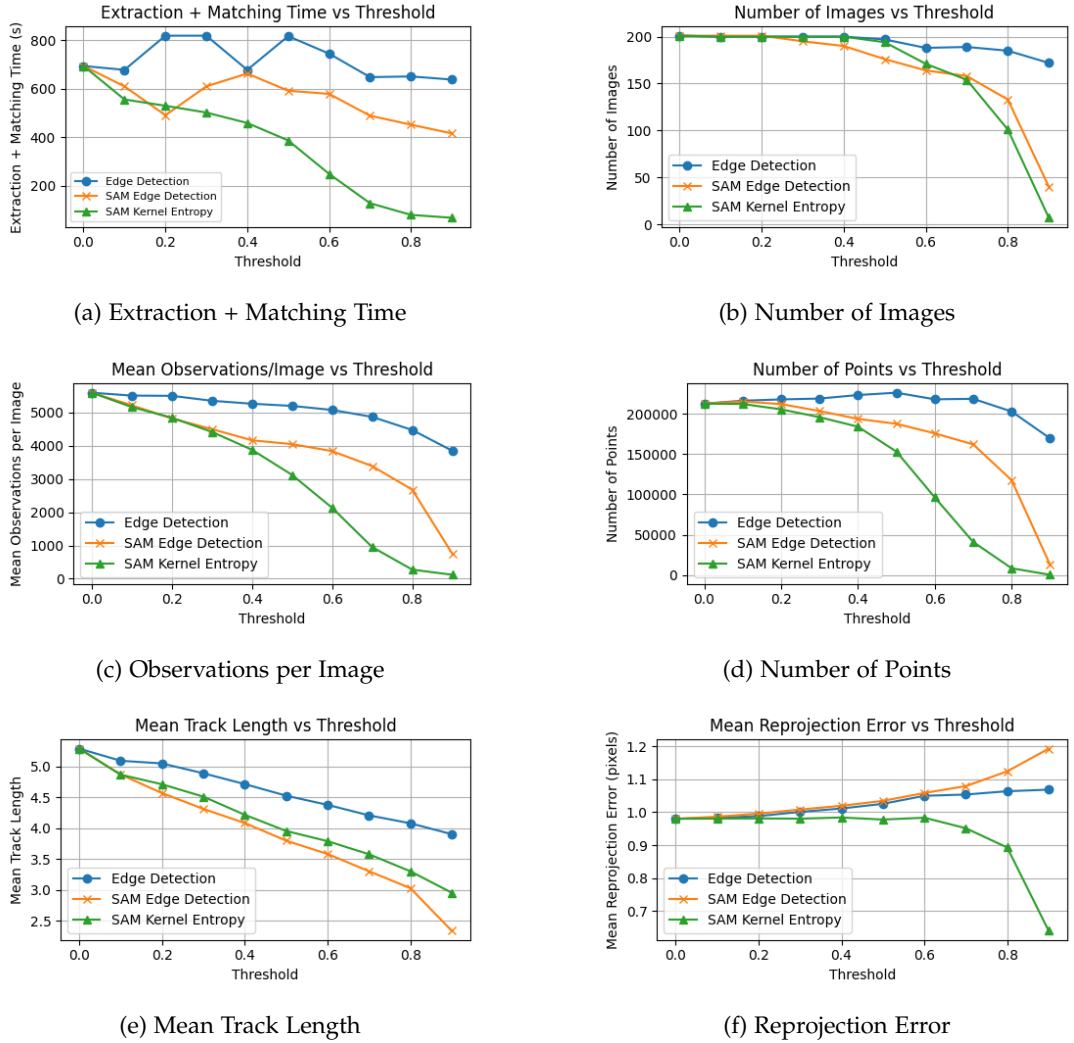 Extraction + Matching Time vs Threshold
Extraction + Matching Time (s)
800
600
400
200
Edge Detection
SAM Edge Detection
SAM Kernel Entropy
0.0 0.2 0.4 0.6 0.8
Threshold
(a) Extraction + Matching Time
Number of Images vs Threshold
Number of Images
200
150
100
50
0
Edge Detection
SAM Edge Detection
SAM Kernel Entropy
0.0 0.2 0.4 0.6 0.8
Threshold
(b) Number of Images
Mean Observations/Image vs Threshold
Mean Observations per Image
5000
4000
3000
2000
1000
0
Edge Detection
SAM Edge Detection
SAM Kernel Entropy
0.0 0.2 0.4 0.6 0.8
Threshold
(c) Observations per Image
Number of Points vs Threshold
Number of Points
200000
150000
100000
50000
0
Edge Detection
SAM Edge Detection
SAM Kernel Entropy
0.0 0.2 0.4 0.6 0.8
Threshold
(d) Number of Points
Mean Track Length vs Threshold
Mean Track Length
5.0
4.5
4.0
3.5
3.0
2.5
Edge Detection
SAM Edge Detection
SAM Kernel Entropy
0.0 0.2 0.4 0.6 0.8
Threshold
(e) Mean Track Length
Mean Reprojection Error vs Threshold
Mean Reprojection Error (pixels)
1.2
1.1
1.0
0.9
0.8
0.7
Edge Detection
SAM Edge Detection
SAM Kernel Entropy
0.0 0.2 0.4 0.6 0.8
Threshold
(f) Reprojection Error